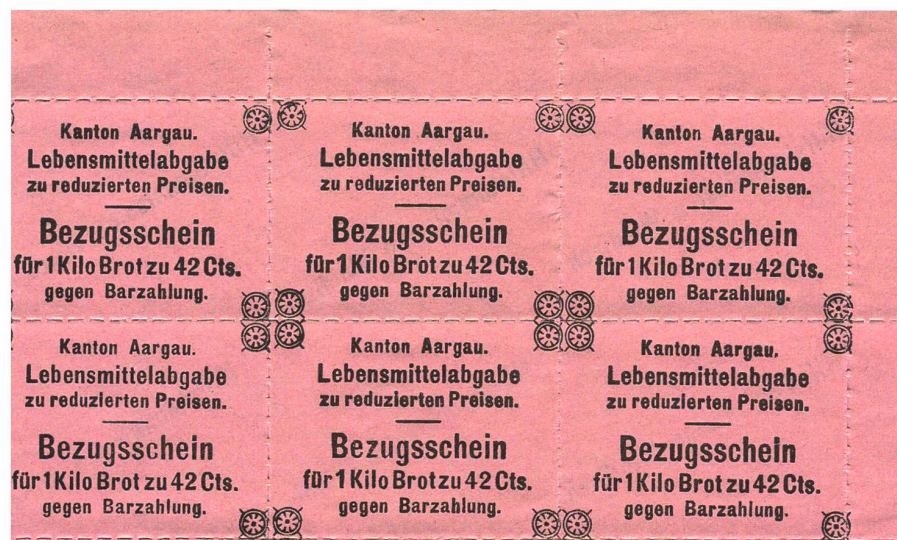 Kanton Aargau.
Lebensmittelabgabe
zu reduzierten Preisen.
Bezugsschein
für 1 Kilo Brot zu 42 Cts.
gegen Barzahlung.
Kanton Aargau.
Lebensmittelabgabe
zu reduzierten Preisen.
Bezugsschein
für 1 Kilo Brot zu 42 Cts.
gegen Barzahlung.
Kanton Aargau.
Lebensmittelabgabe
zu reduzierten Preisen.
Bezugsschein
für 1 Kilo Brot zu 42 Cts.
gegen Barzahlung.
Kanton Aargau.
Lebensmittelabgabe
zu reduzierten Preisen.
Bezugsschein
für 1 Kilo Brot zu 42 Cts.
gegen Barzahlung.
Kanton Aargau.
Lebensmittelabgabe
zu reduzierten Preisen.
Bezugsschein
für 1 Kilo Brot zu 42 Cts.
gegen Barzahlung.
Kanton Aargau.
Lebensmittelabgabe
zu reduzierten Preisen.
Bezugsschein
für 1 Kilo Brot zu 42 Cts.
gegen Barzahlung.